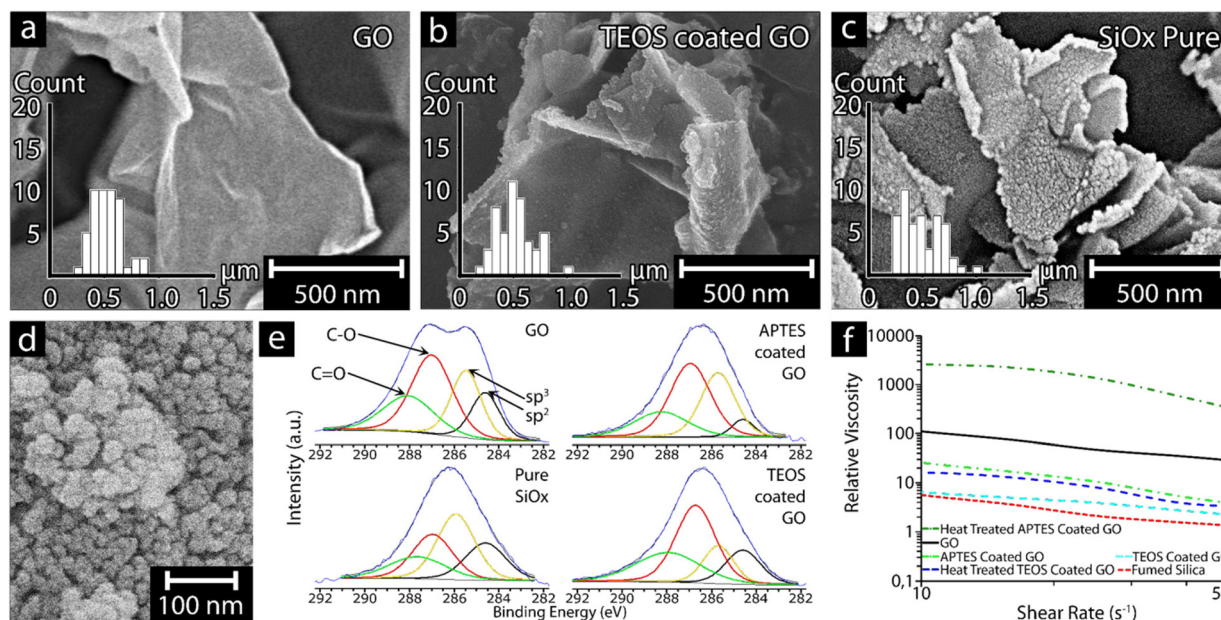 a
GO
Count
20
15
10
5
0 0.5 1.0 1.5
μm
500 nm
b
TEOS coated GO
Count
20
15
10
5
0 0.5 1.0 1.5
μm
500 nm
c
SiOx Pure
Count
20
15
10
5
0 0.5 1.0 1.5
μm
500 nm
d
100 nm
e
GO
C-O
C=O
sp³
sp²
292 290 288 286 284 282
APTES
coated
GO
292 290 288 286 284 282
Pure
SiOx
292 290 288 286 284 282
TEOS
coated
GO
292 290 288 286 284 282
Intensity (a.u.)
Binding Energy (eV)
f
Relative Viscosity
10000
1000
100
10
1
0,1
Heat Treated APTES Coated GO
GO
APTES Coated GO
TEOS Coated G
Heat Treated TEOS Coated GO
Fumed Silica
10
5
Shear Rate (s⁻¹)